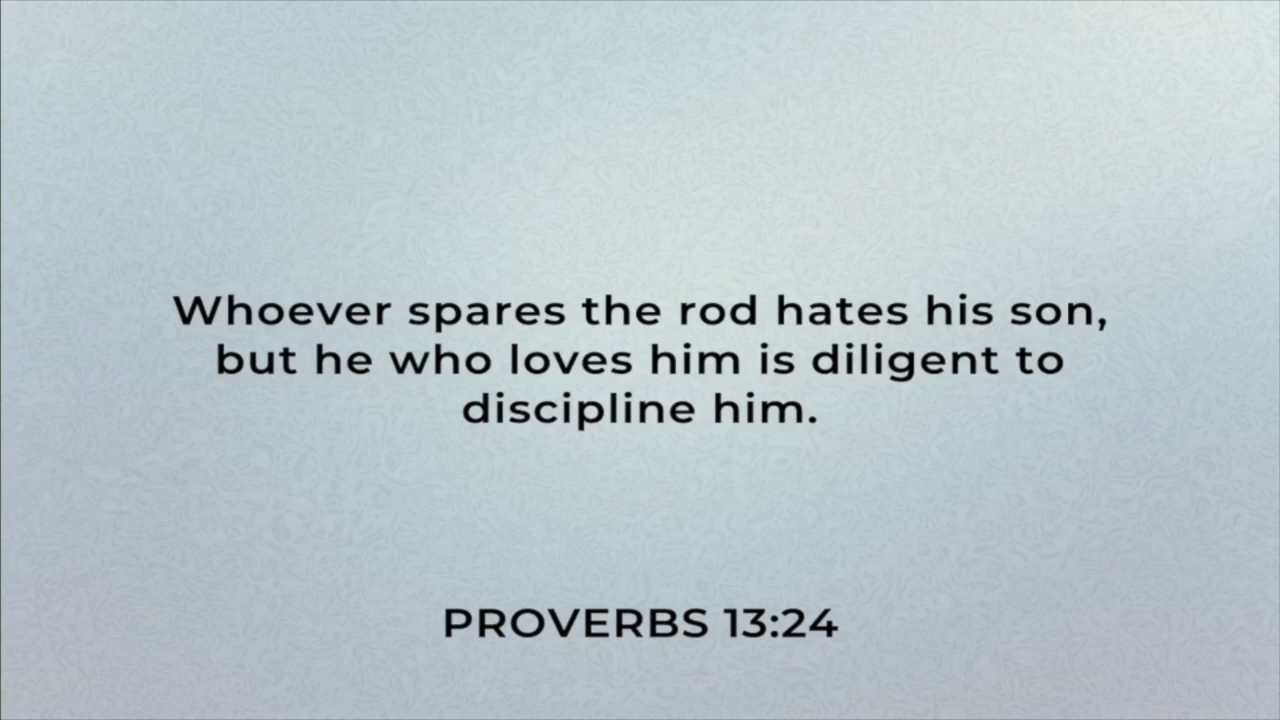 Whoever spares the rod hates his son,
but he who loves him is diligent to
discipline him.
PROVERBS 13:24